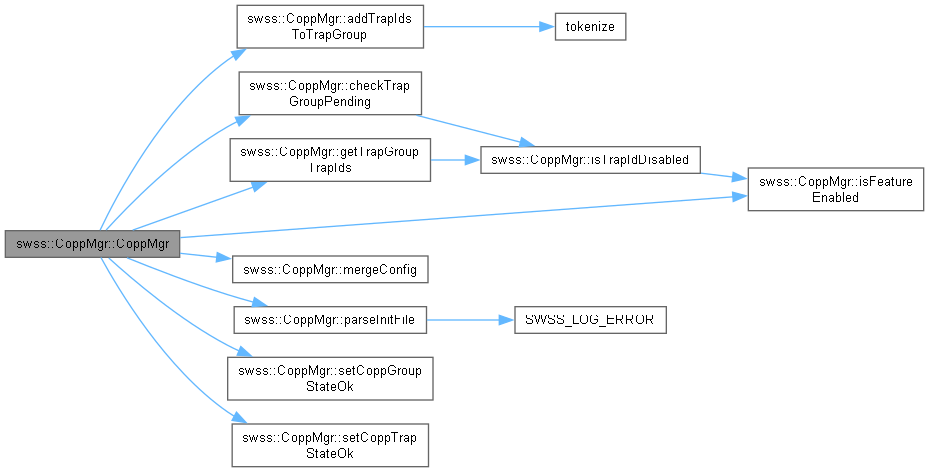 swss::CoppMgr::addTrapIds
ToTrapGroup
tokenize
swss::CoppMgr::checkTrap
GroupPending
swss::CoppMgr::getTrapGroup
TrapIds
swss::CoppMgr::isTrapIdDisabled
swss::CoppMgr::isFeature
Enabled
swss::CoppMgr::CoppMgr
swss::CoppMgr::mergeConfig
swss::CoppMgr::parseInitFile
SWSS_LOG_ERROR
swss::CoppMgr::setCoppGroup
StateOk
swss::CoppMgr::setCoppTrap
StateOk